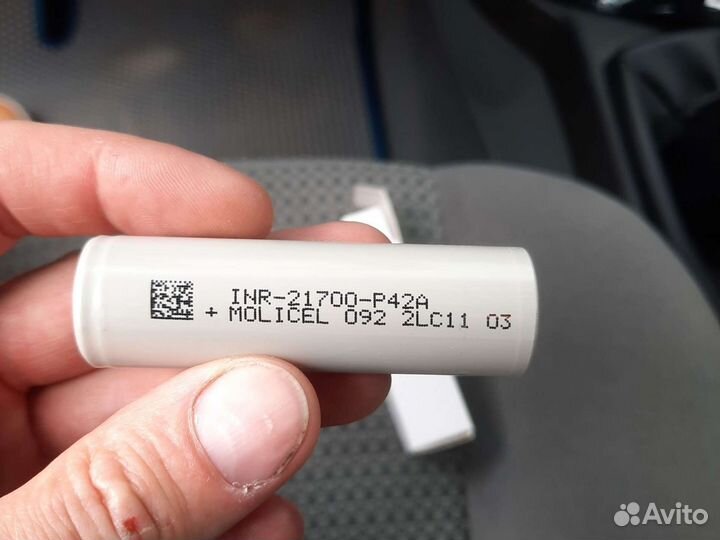 INR-21700-P42A
+ MOLICEL 092 2LC11 03
Avito